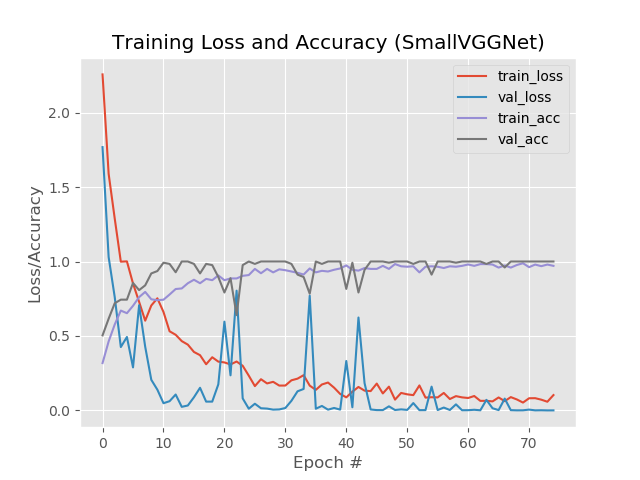 Training Loss and Accuracy (SmallVGGNet)
train_loss
val_loss
train_acc
val_acc
Loss/Accuracy
2.0
1.5
1.0
0.5
0.0
0 10 20 30 40 50 60 70
Epoch #